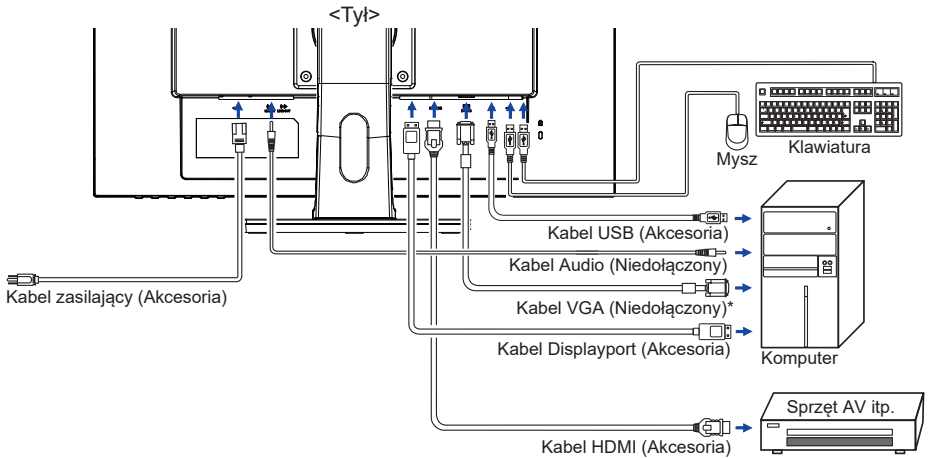 <Tył>
Mysz
Klawiatura
Kabel USB (Akcesoria)
Kabel Audio (Niedołączony)
Kabel zasilający (Akcesoria)
Kabel VGA (Niedołączony)*
Kabel Displayport (Akcesoria)
Komputer
Sprzęt AV itp.
Kabel HDMI (Akcesoria)